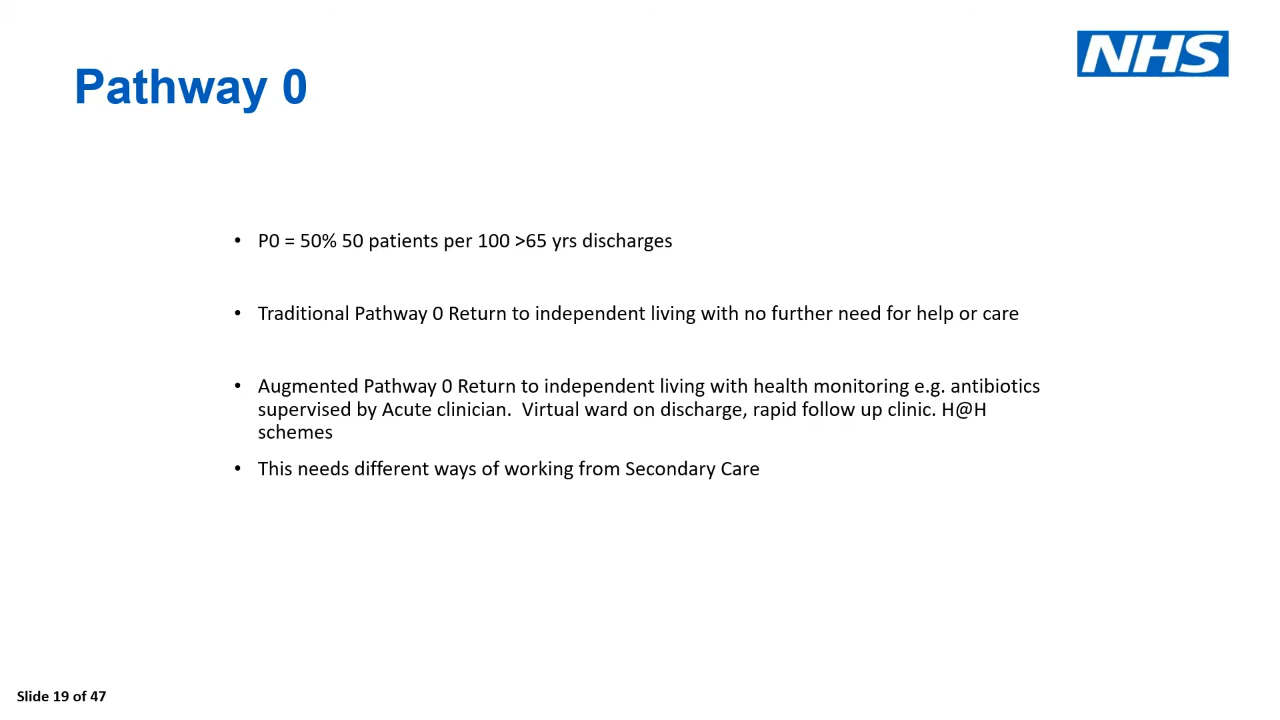 NHS
Pathway 0
• P0 = 50% 50 patients per 100 >65 yrs discharges
• Traditional Pathway 0 Return to independent living with no further need for help or care
• Augmented Pathway 0 Return to independent living with health monitoring e.g. antibiotics
supervised by Acute clinician.  Virtual ward on discharge, rapid follow up clinic. H@H
schemes
• This needs different ways of working from Secondary Care
Slide 19 of 47